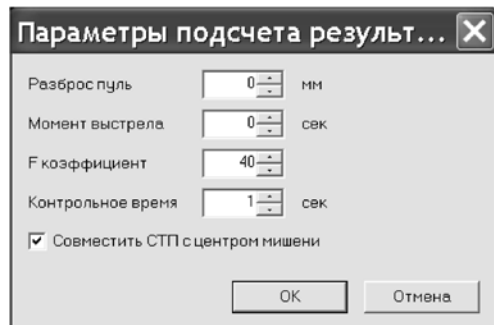 Параметры подсчета результ...
Разброс пуль 0 мм
Момент выстрела 0 сек
F коэффициент 40
Контрольное время 1 сек
Совместить СТП с центром мишени
ОК Отмена